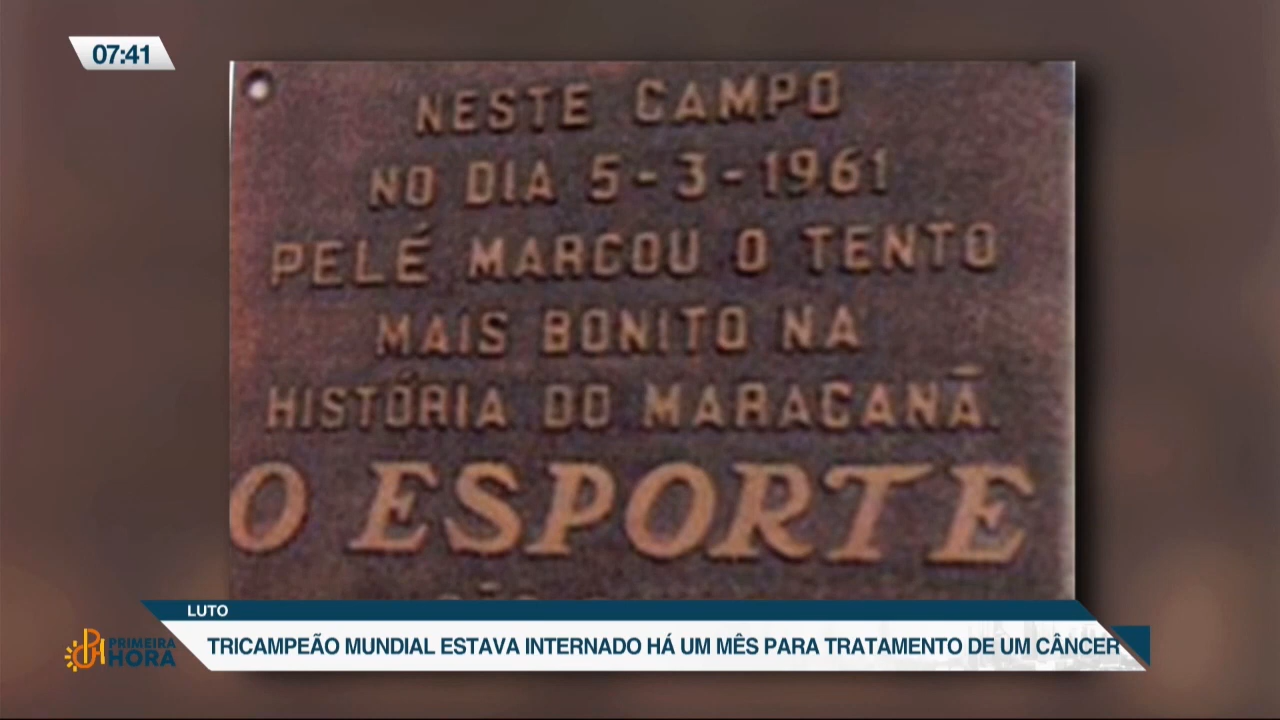 07:41
NESTE CAMPO
NO DIA 5-3-1961
PELÉ MARCOU O TENTO
MAIS BONITO NA
HISTÓRIA DO MARACANÃ.
O ESPORTE
LUTO
TRICAMPEÃO MUNDIAL ESTAVA INTERNADO HÁ UM MÊS PARA TRATAMENTO DE UM CÂNCER
PRIMEIRA
HORA